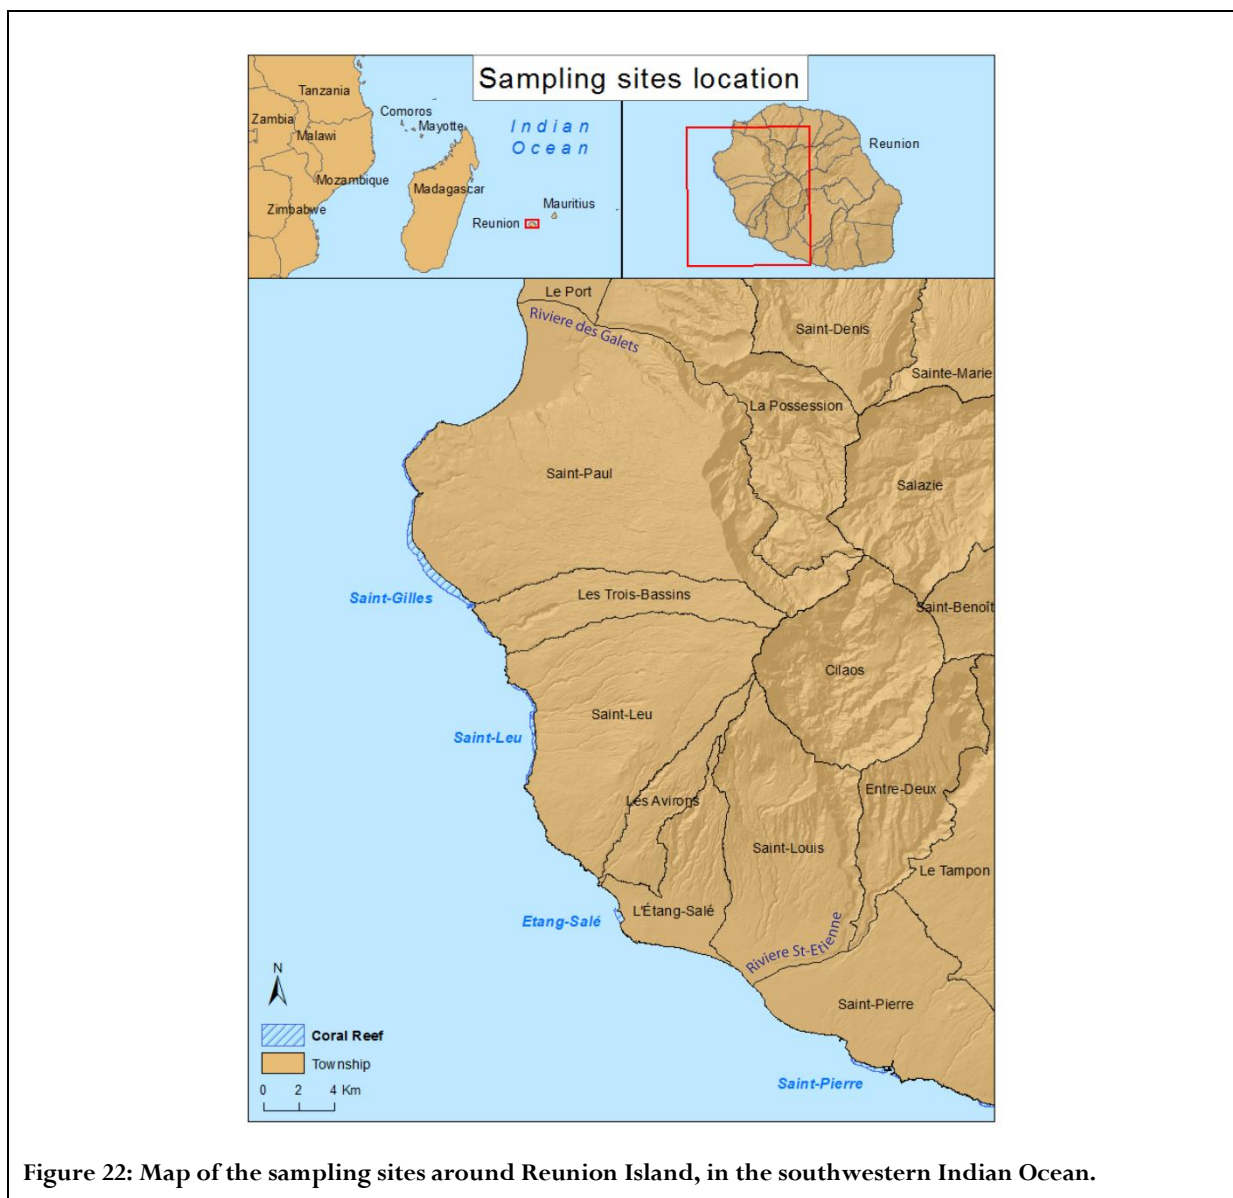 Sampling sites location
Tanzania
Comoros
Zambia
Mayotte
Malawi
Indian
Ocean
Mozambique
Madagascar
Zimbabwe
Mauritius
Reunion
Reunion
Le Port
Riviere des Galets
Saint-Denis
Sainte-Marie
La Possession
Saint-Paul
Salazie
Les Trois-Bassins
Saint-Gilles
Saint-Benoît
Cilaos
Saint-Leu
Saint-Leu
Entre-Deux
Les Avirons
Saint-Louis
Le Tampon
L'Étang-Salé
Etang-Salé
Riviere St-Etienne
N
Saint-Pierre
Coral Reef
Township
0 2 4 Km
Saint-Pierre
Figure 22: Map of the sampling sites around Reunion Island, in the southwestern Indian Ocean.